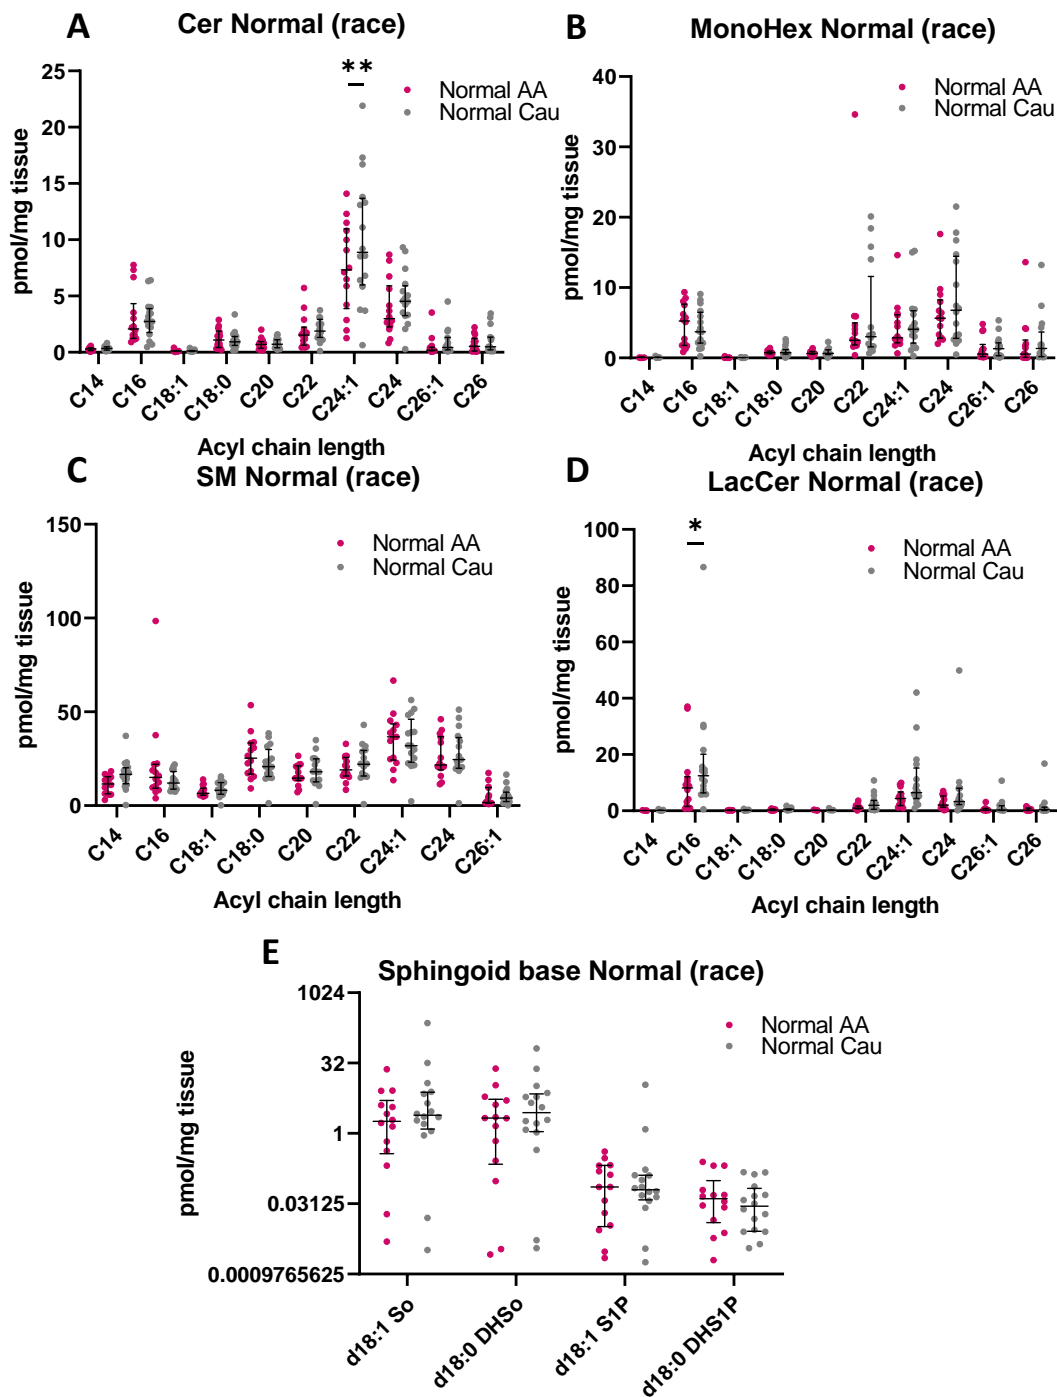 A
Cer Normal (race)
**
Normal AA
Normal Cau
pmol/mg tissue
25
20
15
10
5
0
C14
C16
C18:1
C18:0
C20
C22
C24:1
C24
C26:1
C26
Acyl chain length
B
MonoHex Normal (race)
Normal AA
Normal Cau
pmol/mg tissue
40
30
20
10
0
C14
C16
C18:1
C18:0
C20
C22
C24:1
C24
C26:1
C26
Acyl chain length
C
SM Normal (race)
Normal AA
Normal Cau
pmol/mg tissue
150
100
50
0
C14
C16
C18:1
C18:0
C20
C22
C24:1
C24
C26:1
Acyl chain length
D
LacCer Normal (race)
*
Normal AA
Normal Cau
pmol/mg tissue
100
80
60
40
20
0
C14
C16
C18:1
C18:0
C20
C22
C24:1
C24
C26:1
C26
Acyl chain length
E
Sphingoid base Normal (race)
Normal AA
Normal Cau
pmol/mg tissue
1024
32
1
0.03125
0.0009765625
d18:1 So
d18:0 DHSo
d18:1 S1P
d18:0 DHS1P